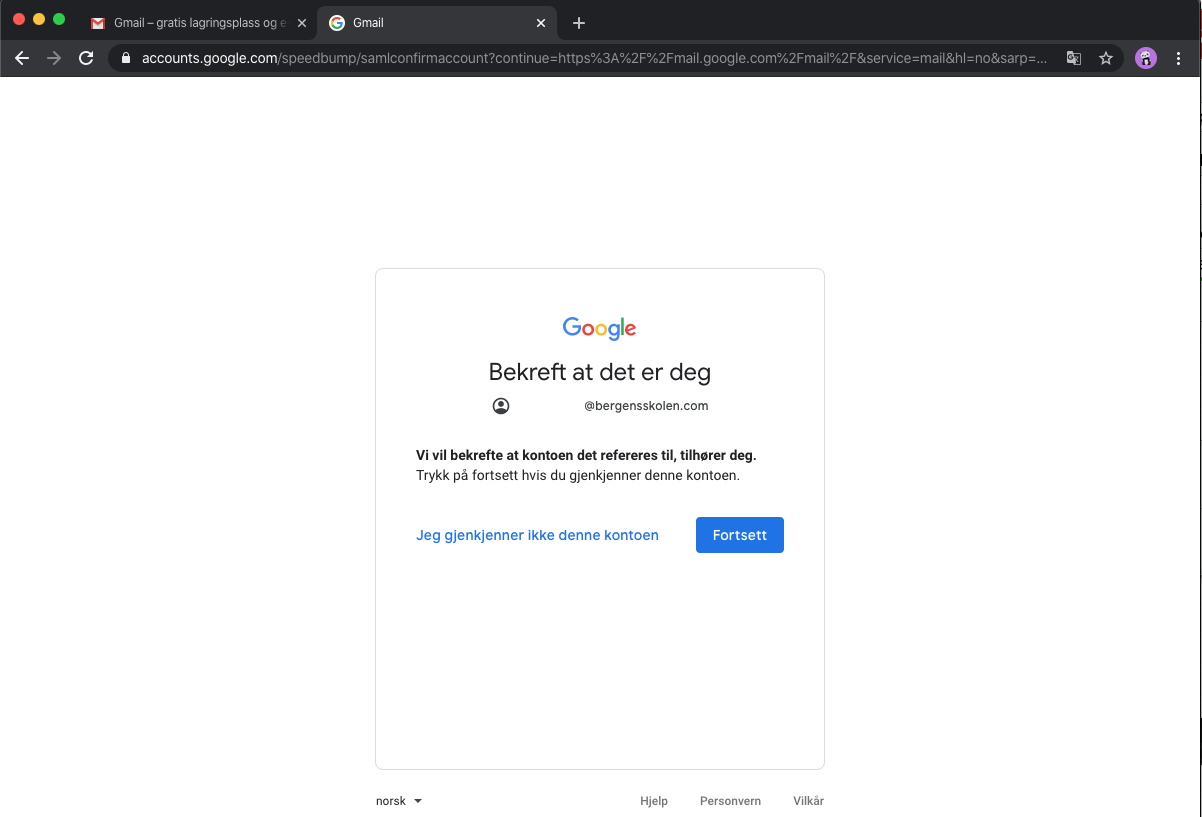 Gmail – gratis lagringsplass og e
Gmail
accounts.google.com/speedbump/samlconfirmaccount?continue=https%3A%2F%2Fmail.google.com%2Fmail%2F&service=mail&hl=no&sarp=...
Google
Bekreft at det er deg
@bergensskolen.com
Vi vil bekrefte at kontoen det refereres til, tilhører deg.
Trykk på fortsett hvis du gjenkjenner denne kontoen.
Jeg gjenkjenner ikke denne kontoen
Fortsett
norsk
Hjelp
Personvern
Vilkår